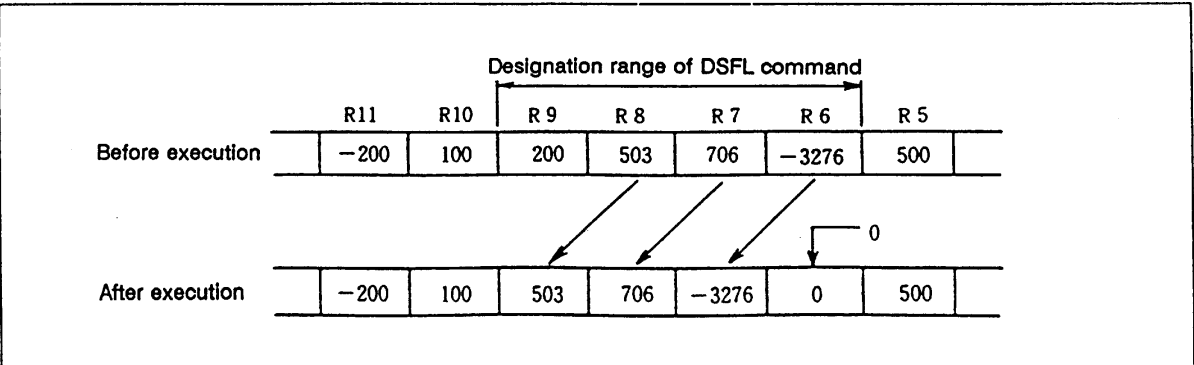 Designation range of DSFL command
R11 R10 R 9 R 8 R 7 R 6 R 5
Before execution −200 100 200 503 706 −3276 500
0
After execution −200 100 503 706 −3276 0 500